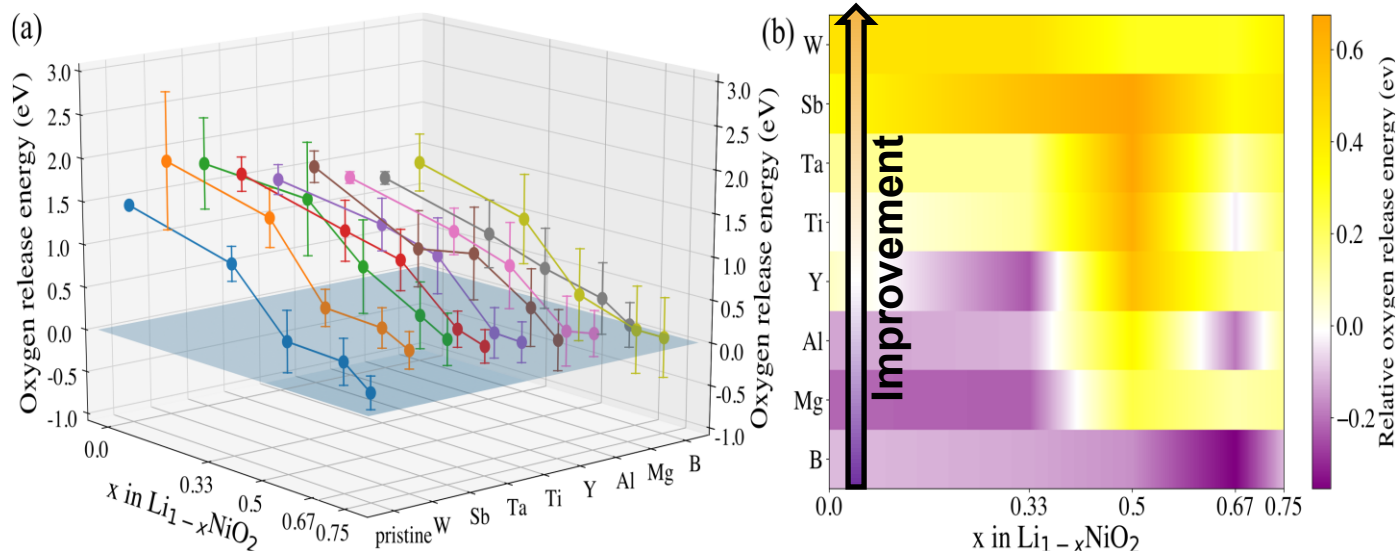 (a)
Oxygen release energy (eV)
3.0
2.5
2.0
1.5
1.0
0.5
0.0
-0.5
-1.0
3.0
2.5
2.0
1.5
1.0
0.5
0.0
-0.5
-1.0
Oxygen release energy (eV)
0.0
0.33
0.5
0.67
0.75
x in Li₁₋ₓNiO₂
pristine
W
Sb
Ta
Ti
Y
Al
Mg
B
(b)
W
Sb
Ta
Ti
Y
Al
Mg
B
Improvement
0.0
0.33
0.5
0.67
0.75
x in Li₁₋ₓNiO₂
0.6
0.4
0.2
0.0
−0.2
Relative oxygen release energy (ev)